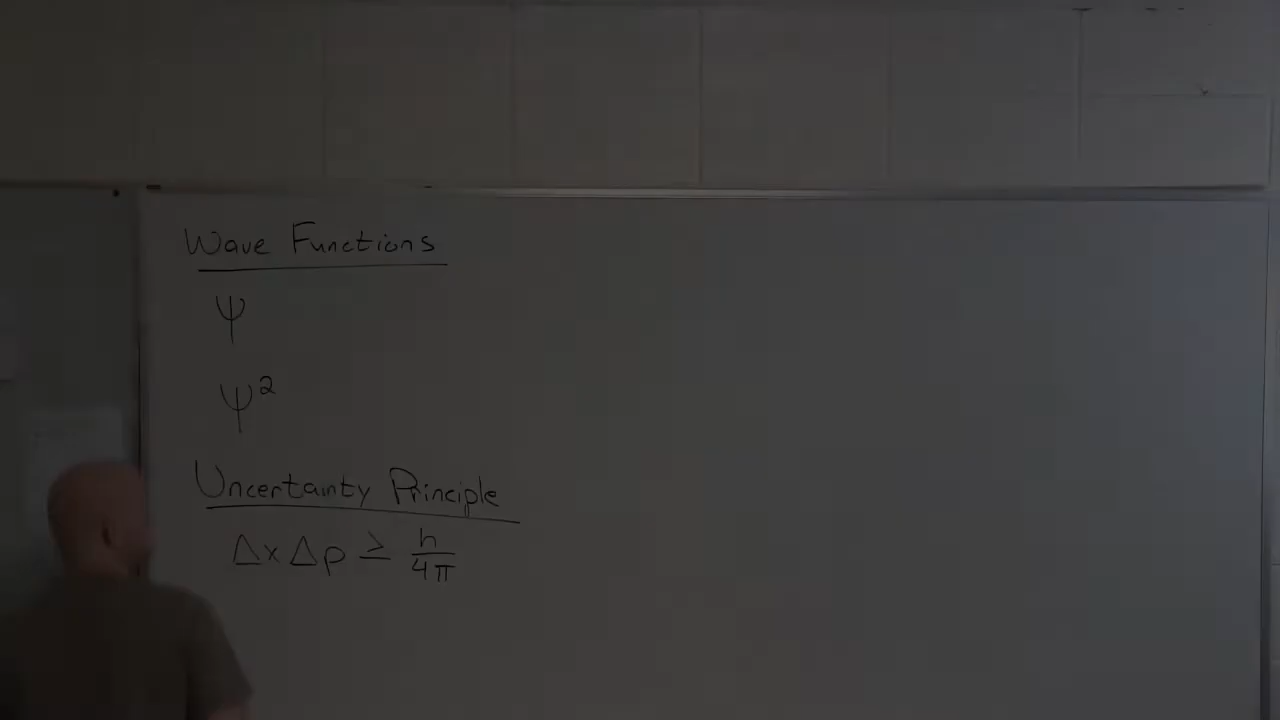 Wave Functions
Ψ
Ψ²
Uncertainty Principle
Δx Δp ≥ h/4π